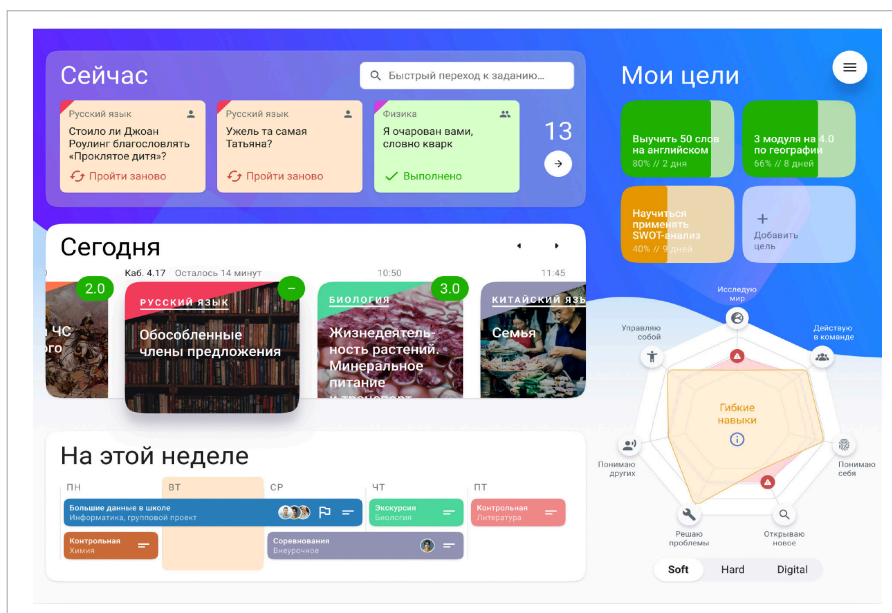 Сейчас
Быстрый переход к заданию...
Русский язык
Стоило ли Джоан
Роулинг благословлять
«Проклятое дитя»?
Пройти заново
Русский язык
Ужель та самая
Татьяна?
Пройти заново
Физика
Я очарован вами,
словно кварк
Выполнено
13
Мои цели
Выучить 50 слов
на английском
80% // 2 дня
3 модуля на 4.0
по географии
66% // 8 дней
Научиться
применять
SWOT-анализ
40% // 9 дней
+
Добавить
цель
Сегодня
Каб. 4.17 Осталось 14 минут
10:50
11:45
2.0
ЧС
ого
РУССКИЙ ЯЗЫК
–
Обособленные
члены предложения
БИОЛОГИЯ
3.0
Жизнедеятель-
ность растений.
Минеральное
питание
и транспорт
КИТАЙСКИЙ ЯЗЫ
Семья
На этой неделе
ПН ВТ СР ЧТ ПТ
Большие данные в школе
Информатика, групповой проект
Экскурсия
Биология
Контрольная
Литература
Контрольная
Химия
Соревнования
Внеурочное
Исследую
мир
Управляю
собой
Действую
в команде
Гибкие
навыки
Понимаю
других
Понимаю
себя
Решаю
проблемы
Открываю
новое
Soft Hard Digital